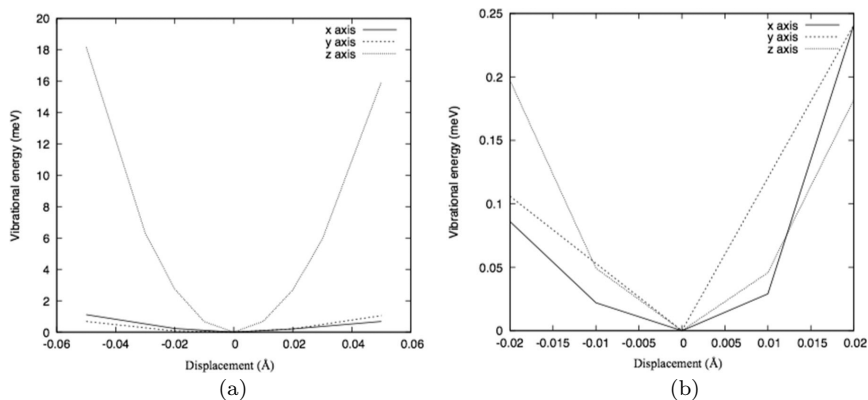 20
18
16
14
12
10
8
6
4
2
0
-0.06
-0.04
-0.02
0
0.02
0.04
0.06
Vibrational energy (meV)
Displacement (Å)
x axis
y axis
z axis
(a)
0.25
0.2
0.15
0.1
0.05
0
-0.02
-0.015
-0.01
-0.005
0
0.005
0.01
0.015
0.02
Vibrational energy (meV)
Displacement (Å)
x axis
y axis
z axis
(b)